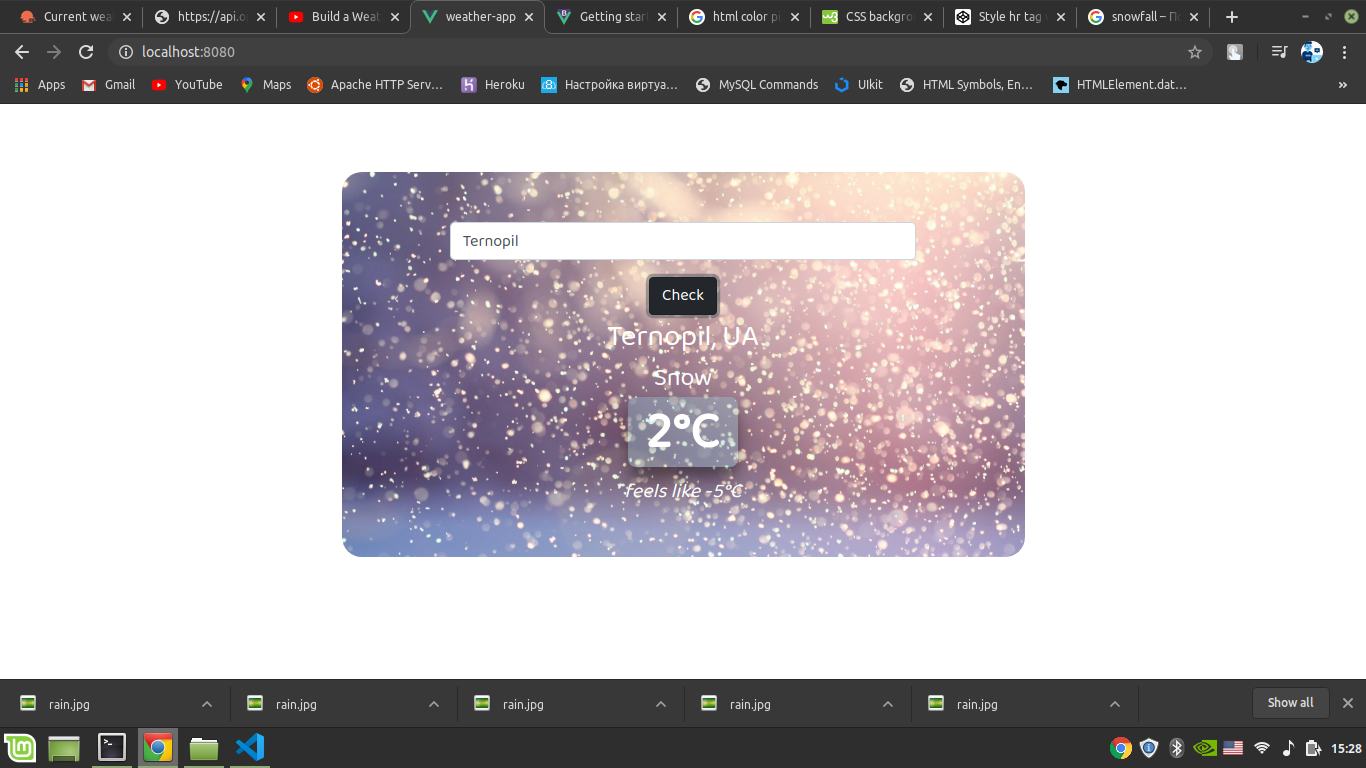 Current wea
https://api.o
Build a Weat
weather-app
Getting star
html color pi
CSS backgro
Style hr tag
snowfall – По
localhost:8080
Apps
Gmail
YouTube
Maps
Apache HTTP Serv...
Heroku
Настройка виртуа...
MySQL Commands
UIkit
HTML Symbols, En...
HTMLElement.dat...
Ternopil
Check
Ternopil, UA
Snow
2°C
feels like -5°C
rain.jpg
rain.jpg
rain.jpg
rain.jpg
rain.jpg
Show all
15:28